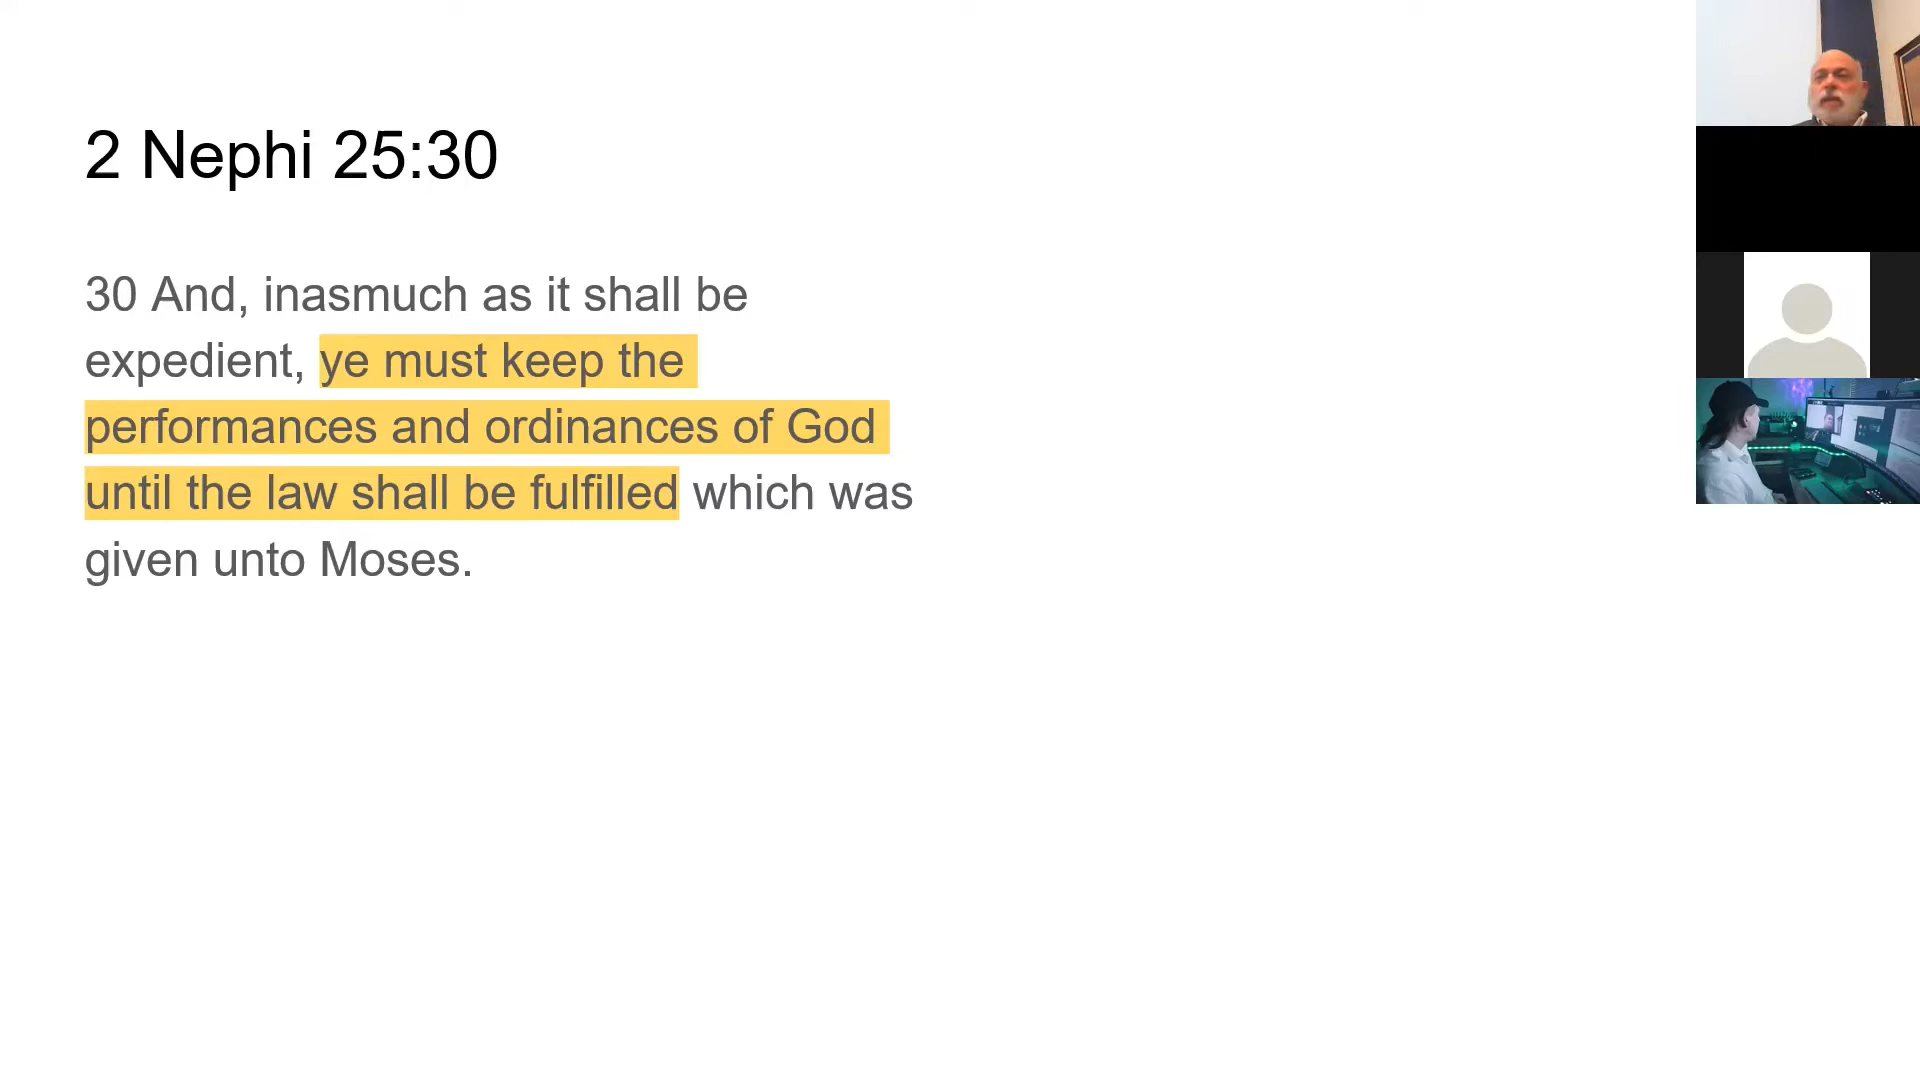 2 Nephi 25:30
30 And, inasmuch as it shall be
expedient, ye must keep the
performances and ordinances of God
until the law shall be fulfilled which was
given unto Moses.